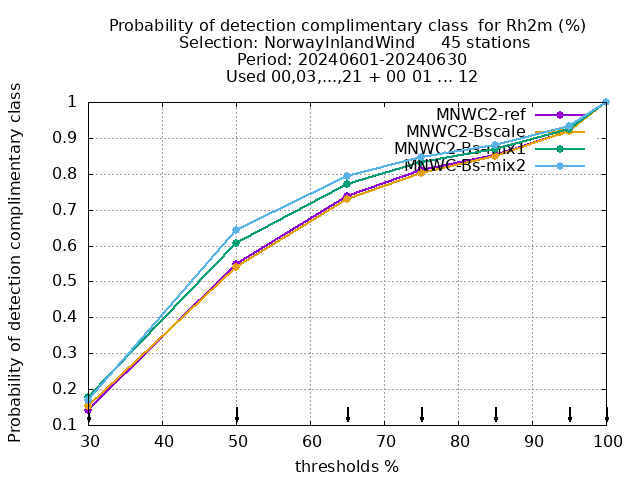 Probability of detection complimentary class  for Rh2m (%)
Selection: NorwayInlandWind     45 stations
Period: 20240601-20240630
Used 00,03,...,21 + 00 01 ... 12
Probability of detection complimentary class
1
0.9
0.8
0.7
0.6
0.5
0.4
0.3
0.2
0.1
MNWC2-ref
MNWC2-Bscale
MNWC2-Bs-mix1
MNWC-Bs-mix2
30 40 50 60 70 80 90 100
thresholds %